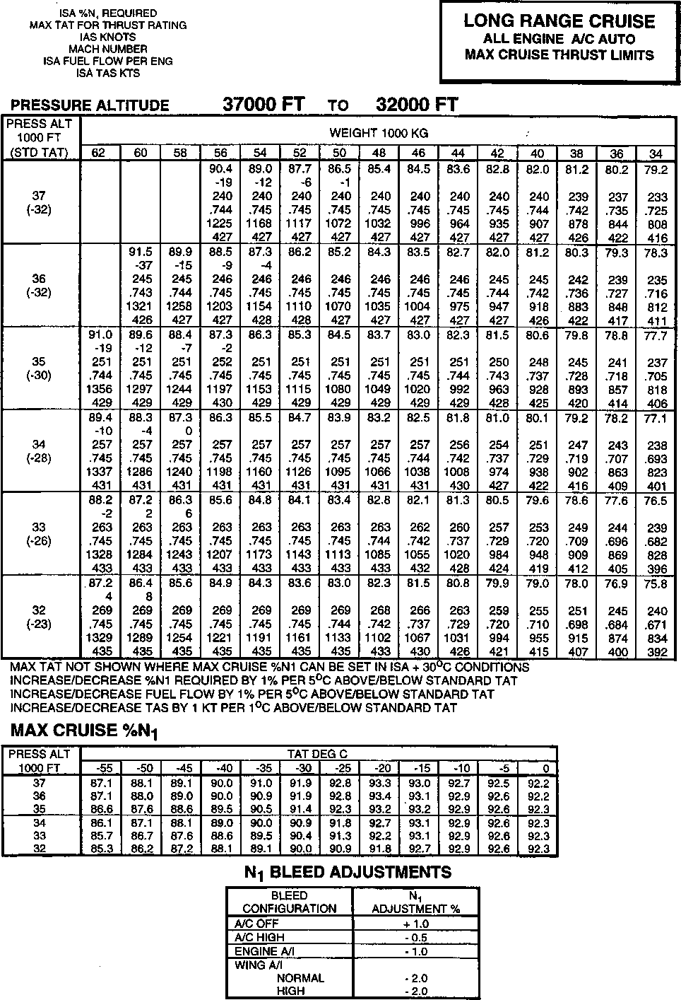 ISA %N, REQUIRED
MAX TAT FOR THRUST RATING
IAS KNOTS
MACH NUMBER
ISA FUEL FLOW PER ENG
ISA TAS KTS
LONG RANGE CRUISE
ALL ENGINE A/C AUTO
MAX CRUISE THRUST LIMITS
PRESSURE ALTITUDE 37000 FT TO 32000 FT
PRESS ALT
1000 FT
(STD TAT)
WEIGHT 1000 KG
62 60 58 56 54 52 50 48 46 44 42 40 38 36 34
37
(-32)
90.4 89.0 87.7 86.5 85.4 84.5 83.6 82.8 82.0 81.2 80.2 79.2
-19 -12 -6 -1
240 240 240 240 240 240 240 240 240 239 237 233
.744 .745 .745 .745 .745 .745 .745 .745 .744 .742 .735 .725
1225 1168 1117 1072 1032 996 964 935 907 878 844 808
427 427 427 427 427 427 427 427 427 426 422 416
36
(-32)
91.5 89.9 88.5 87.3 86.2 85.2 84.3 83.5 82.7 82.0 81.2 80.3 79.3 78.3
-37 -15 -9 -4
245 245 246 246 246 246 246 246 246 245 245 242 239 235
.743 .744 .745 .745 .745 .745 .745 .745 .745 .744 .742 .736 .727 .716
1321 1258 1203 1154 1110 1070 1035 1004 975 947 918 883 848 812
426 427 427 428 428 427 427 427 427 427 426 422 417 411
35
(-30)
91.0 89.6 88.4 87.3 86.3 85.3 84.5 83.7 83.0 82.3 81.5 80.6 79.8 78.8 77.7
-19 -12 -7 -2
251 251 251 252 251 251 251 251 251 251 250 248 245 241 237
.744 .745 .745 .745 .745 .745 .745 .745 .745 .744 .743 .737 .728 .718 .705
1356 1297 1244 1197 1153 1115 1080 1049 1020 992 963 928 893 857 818
429 429 429 430 429 429 429 429 429 429 428 425 420 414 406
34
(-28)
89.4 88.3 87.3 86.3 85.5 84.7 83.9 83.2 82.5 81.8 81.0 80.1 79.2 78.2 77.1
-10 -4 0
257 257 257 257 257 257 257 257 257 256 254 251 247 243 238
.745 .745 .745 .745 .745 .745 .745 .745 .744 .742 .737 .729 .719 .707 .693
1337 1286 1240 1198 1160 1126 1095 1066 1038 1008 974 938 902 863 823
431 431 431 431 431 431 431 431 431 430 427 422 416 409 401
33
(-26)
88.2 87.2 86.3 85.6 84.8 84.1 83.4 82.8 82.1 81.3 80.5 79.6 78.6 77.6 76.5
-2 2 6
263 263 263 263 263 263 263 263 262 260 257 253 249 244 239
.745 .745 .745 .745 .745 .745 .745 .744 .742 .737 .729 .720 .709 .696 .682
1328 1284 1243 1207 1173 1143 1113 1085 1055 1020 984 948 909 869 828
433 433 433 433 433 433 433 433 432 428 424 419 412 405 396
32
(-23)
87.2 86.4 85.6 84.9 84.3 83.6 83.0 82.3 81.5 80.8 79.9 79.0 78.0 76.9 75.8
4 8
269 269 269 269 269 269 269 268 266 263 259 255 251 245 240
.745 .745 .745 .745 .745 .745 .744 .742 .737 .729 .720 .710 .698 .684 .671
1329 1289 1254 1221 1191 1161 1133 1102 1067 1031 994 955 915 874 834
435 435 435 435 435 435 435 433 430 426 421 415 407 400 392
MAX TAT NOT SHOWN WHERE MAX CRUISE %N1 CAN BE SET IN ISA + 30°C CONDITIONS
INCREASE/DECREASE %N1 REQUIRED BY 1% PER 5°C ABOVE/BELOW STANDARD TAT
INCREASE/DECREASE FUEL FLOW BY 1% PER 5°C ABOVE/BELOW STANDARD TAT
INCREASE/DECREASE TAS BY 1 KT PER 1°C ABOVE/BELOW STANDARD TAT
MAX CRUISE %N1
PRESS ALT
1000 FT
TAT DEG C
-55 -50 -45 -40 -35 -30 -25 -20 -15 -10 -5 0
37 87.1 88.1 89.1 90.0 91.0 91.9 92.8 93.3 93.0 92.7 92.5 92.2
36 87.1 88.0 89.0 90.0 90.9 91.9 92.8 93.4 93.1 92.9 92.6 92.2
35 86.6 87.6 88.6 89.5 90.5 91.4 92.3 93.2 93.2 92.9 92.6 92.3
34 86.1 87.1 88.1 89.0 90.0 90.9 91.8 92.7 93.1 92.9 92.6 92.3
33 85.7 86.7 87.6 88.6 89.5 90.4 91.3 92.2 93.1 92.9 92.6 92.3
32 85.3 86.2 87.2 88.1 89.1 90.0 90.9 91.8 92.7 92.9 92.6 92.3
N1 BLEED ADJUSTMENTS
BLEED CONFIGURATION
N1 ADJUSTMENT %
A/C OFF + 1.0
A/C HIGH - 0.5
ENGINE A/I - 1.0
WING A/I
NORMAL - 2.0
HIGH - 2.0